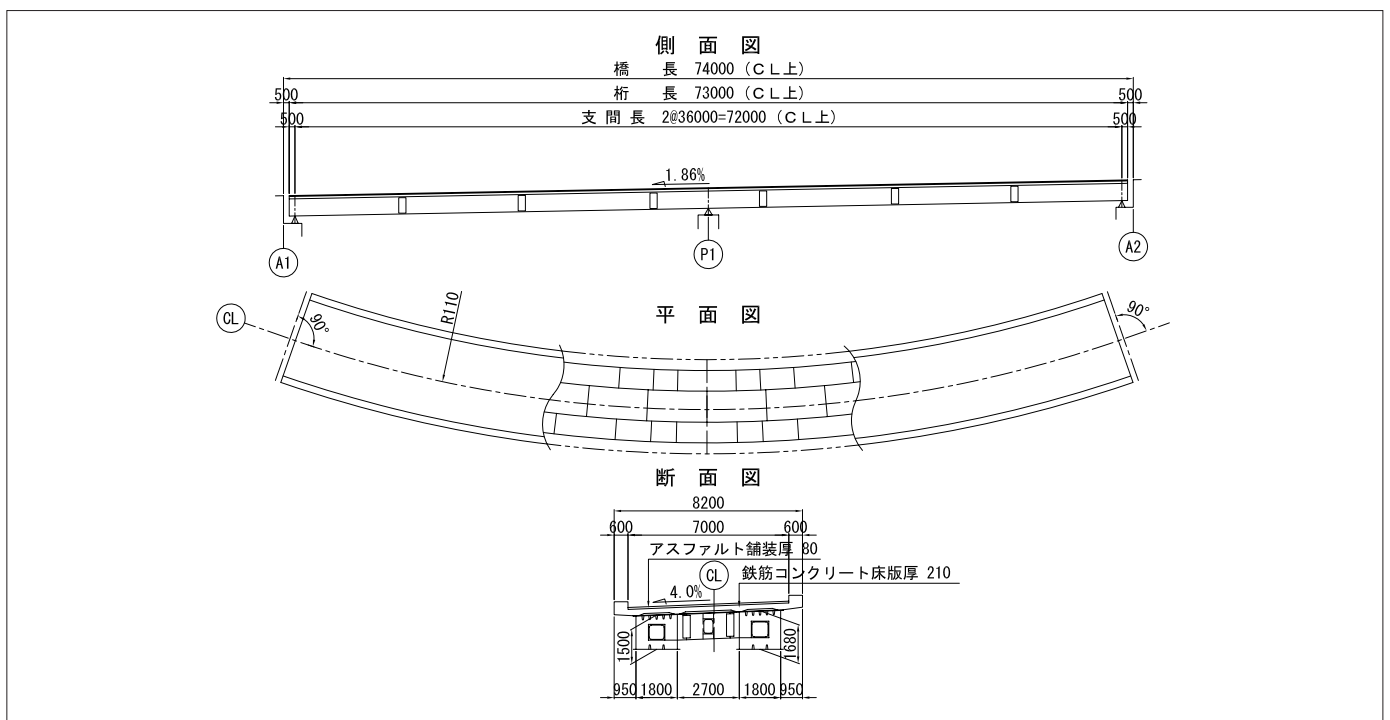 側 面 図
橋 長 74000 (CL上)
500 桁 長 73000 (CL上) 500
500 支 間 長 2@36000=72000 (CL上) 500
1.86%
A1
P1
A2
平 面 図
CL
90°
R110
90°
断 面 図
8200
600 7000 600
アスファルト舗装厚 80
CL
鉄筋コンクリート床版厚 210
4.0%
1500
1680
950 1800 2700 1800 950